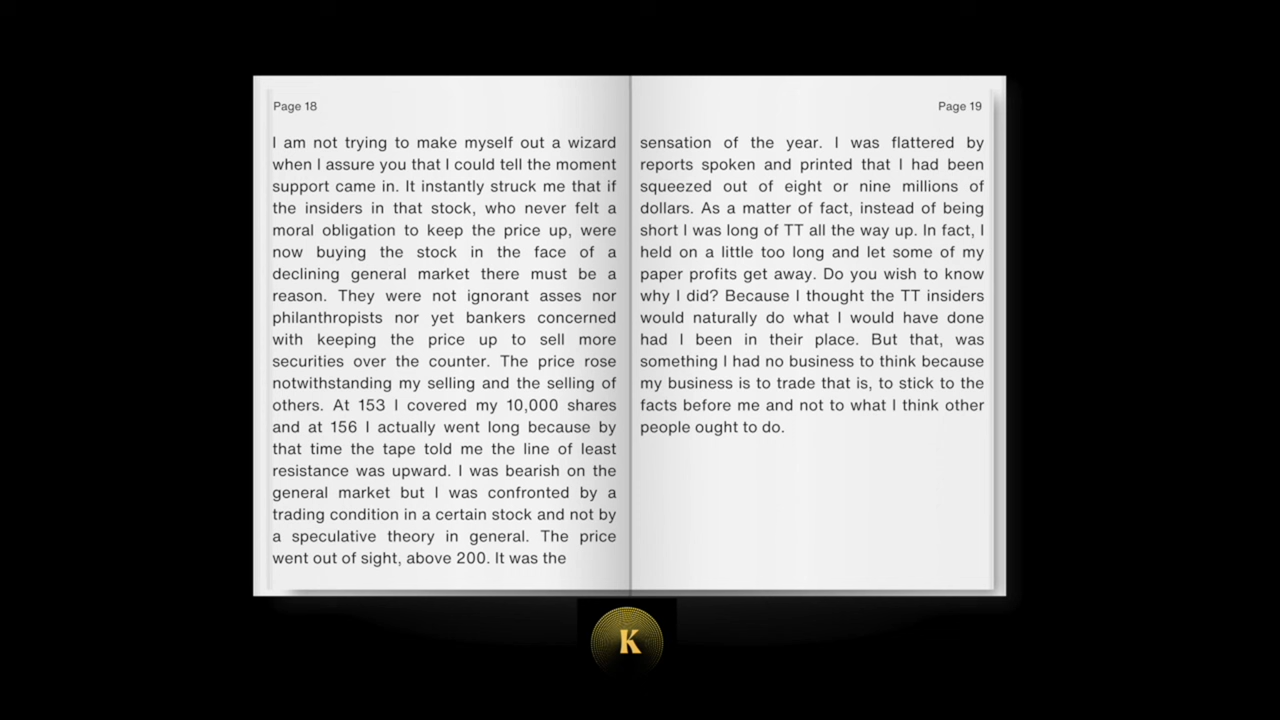 Page 18
I am not trying to make myself out a wizard
when I assure you that I could tell the moment
support came in. It instantly struck me that if
the insiders in that stock, who never felt a
moral obligation to keep the price up, were
now buying the stock in the face of a
declining general market there must be a
reason. They were not ignorant asses nor
philanthropists nor yet bankers concerned
with keeping the price up to sell more
securities over the counter. The price rose
notwithstanding my selling and the selling of
others. At 153 I covered my 10,000 shares
and at 156 I actually went long because by
that time the tape told me the line of least
resistance was upward. I was bearish on the
general market but I was confronted by a
trading condition in a certain stock and not by
a speculative theory in general. The price
went out of sight, above 200. It was the
Page 19
sensation of the year. I was flattered by
reports spoken and printed that I had been
squeezed out of eight or nine millions of
dollars. As a matter of fact, instead of being
short I was long of TT all the way up. In fact, I
held on a little too long and let some of my
paper profits get away. Do you wish to know
why I did? Because I thought the TT insiders
would naturally do what I would have done
had I been in their place. But that, was
something I had no business to think because
my business is to trade that is, to stick to the
facts before me and not to what I think other
people ought to do.
K